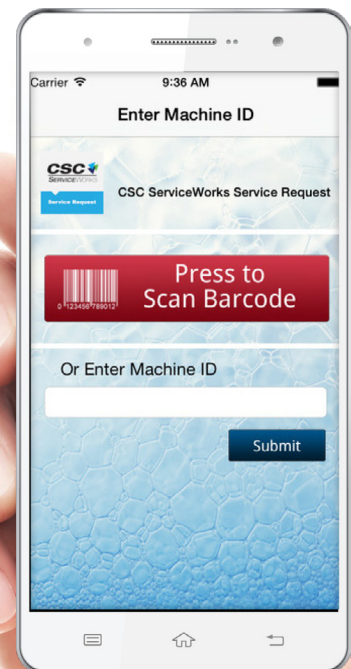 Carrier
9:36 AM
Enter Machine ID
CSC
SERVICEWORKS
Service Request
CSC ServiceWorks Service Request
Press to
Scan Barcode
0 123456 789012
Or Enter Machine ID
Submit